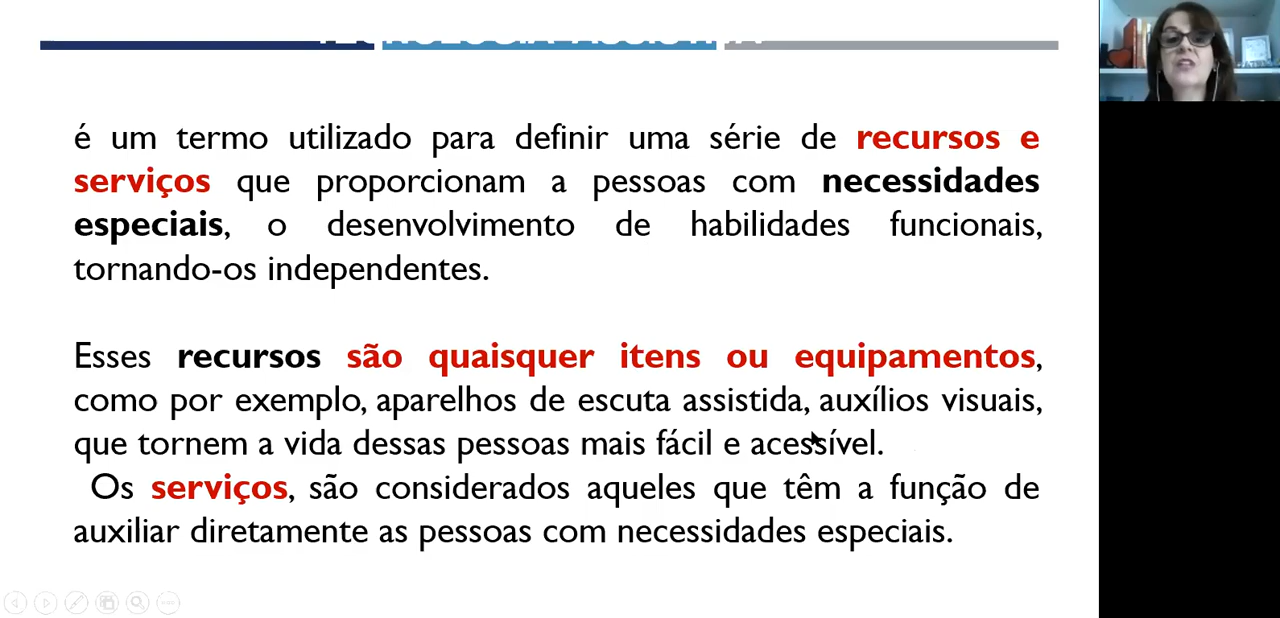 TECNOLOGIA ASSISTIVA
é um termo utilizado para definir uma série de recursos e
serviços que proporcionam a pessoas com necessidades
especiais, o desenvolvimento de habilidades funcionais,
tornando-os independentes.
Esses recursos são quaisquer itens ou equipamentos,
como por exemplo, aparelhos de escuta assistida, auxílios visuais,
que tornem a vida dessas pessoas mais fácil e acessível.
Os serviços, são considerados aqueles que têm a função de
auxiliar diretamente as pessoas com necessidades especiais.